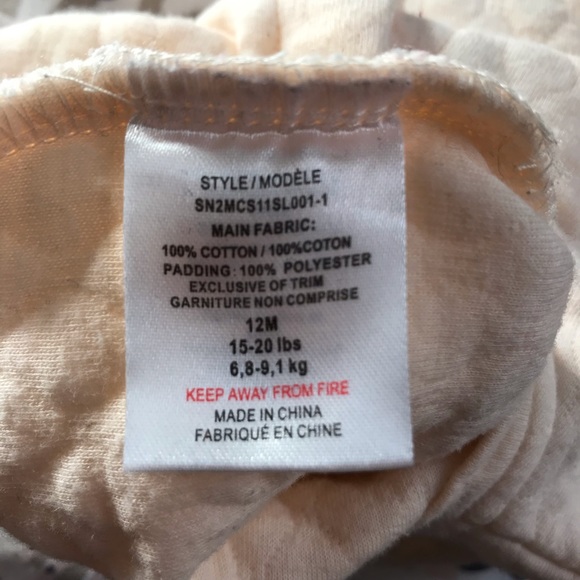 STYLE/MODÈLE
SN2MCS11SL001-1
MAIN FABRIC:
100% COTTON / 100%COTON
PADDING: 100% POLYESTER
EXCLUSIVE OF TRIM
GARNITURE NON COMPRISE
12M
15-20 lbs
6,8-9,1 kg
KEEP AWAY FROM FIRE
MADE IN CHINA
FABRIQUÉ EN CHINE